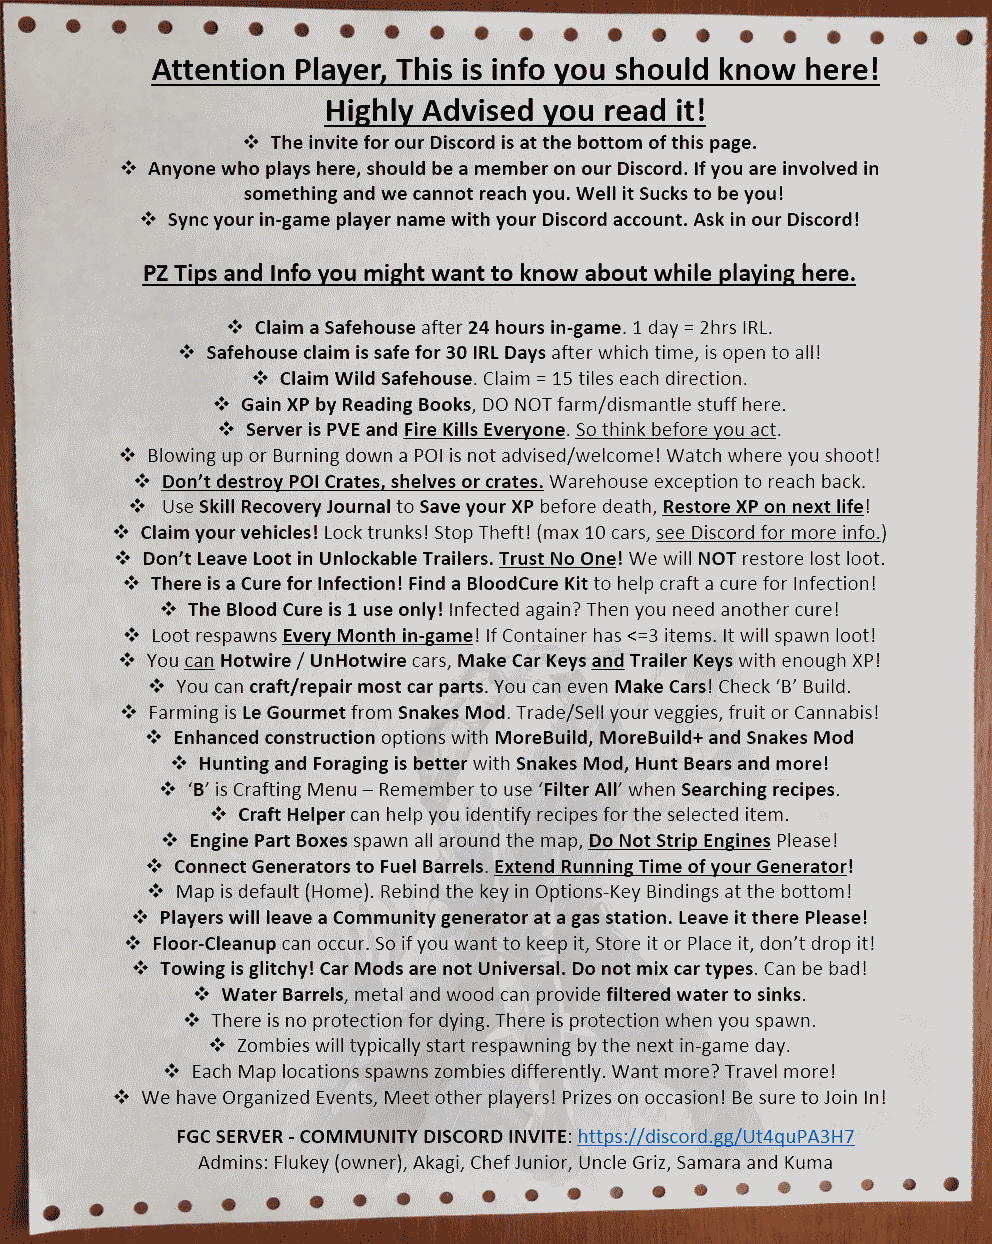 Attention Player, This is info you should know here!
Highly Advised you read it!
❖ The invite for our Discord is at the bottom of this page.
❖ Anyone who plays here, should be a member on our Discord. If you are involved in
something and we cannot reach you. Well it Sucks to be you!
❖ Sync your in-game player name with your Discord account. Ask in our Discord!
PZ Tips and Info you might want to know about while playing here.
❖ Claim a Safehouse after 24 hours in-game. 1 day = 2hrs IRL.
❖ Safehouse claim is safe for 30 IRL Days after which time, is open to all!
❖ Claim Wild Safehouse. Claim = 15 tiles each direction.
❖ Gain XP by Reading Books, DO NOT farm/dismantle stuff here.
❖ Server is PVE and Fire Kills Everyone. So think before you act.
❖ Blowing up or Burning down a POI is not advised/welcome! Watch where you shoot!
❖ Don't destroy POI Crates, shelves or crates. Warehouse exception to reach back.
❖ Use Skill Recovery Journal to Save your XP before death, Restore XP on next life!
❖ Claim your vehicles! Lock trunks! Stop Theft! (max 10 cars, see Discord for more info.)
❖ Don't Leave Loot in Unlockable Trailers. Trust No One! We will NOT restore lost loot.
❖ There is a Cure for Infection! Find a BloodCure Kit to help craft a cure for Infection!
❖ The Blood Cure is 1 use only! Infected again? Then you need another cure!
❖ Loot respawns Every Month in-game! If Container has <=3 items. It will spawn loot!
❖ You can Hotwire / UnHotwire cars, Make Car Keys and Trailer Keys with enough XP!
❖ You can craft/repair most car parts. You can even Make Cars! Check 'B' Build.
❖ Farming is Le Gourmet from Snakes Mod. Trade/Sell your veggies, fruit or Cannabis!
❖ Enhanced construction options with MoreBuild, MoreBuild+ and Snakes Mod
❖ Hunting and Foraging is better with Snakes Mod, Hunt Bears and more!
❖ 'B' is Crafting Menu – Remember to use 'Filter All' when Searching recipes.
❖ Craft Helper can help you identify recipes for the selected item.
❖ Engine Part Boxes spawn all around the map, Do Not Strip Engines Please!
❖ Connect Generators to Fuel Barrels. Extend Running Time of your Generator!
❖ Map is default (Home). Rebind the key in Options-Key Bindings at the bottom!
❖ Players will leave a Community generator at a gas station. Leave it there Please!
❖ Floor-Cleanup can occur. So if you want to keep it, Store it or Place it, don't drop it!
❖ Towing is glitchy! Car Mods are not Universal. Do not mix car types. Can be bad!
❖ Water Barrels, metal and wood can provide filtered water to sinks.
❖ There is no protection for dying. There is protection when you spawn.
❖ Zombies will typically start respawning by the next in-game day.
❖ Each Map locations spawns zombies differently. Want more? Travel more!
❖ We have Organized Events, Meet other players! Prizes on occasion! Be sure to Join In!
FGC SERVER - COMMUNITY DISCORD INVITE: https://discord.gg/Ut4quPA3H7
Admins: Flukey (owner), Akagi, Chef Junior, Uncle Griz, Samara and Kuma